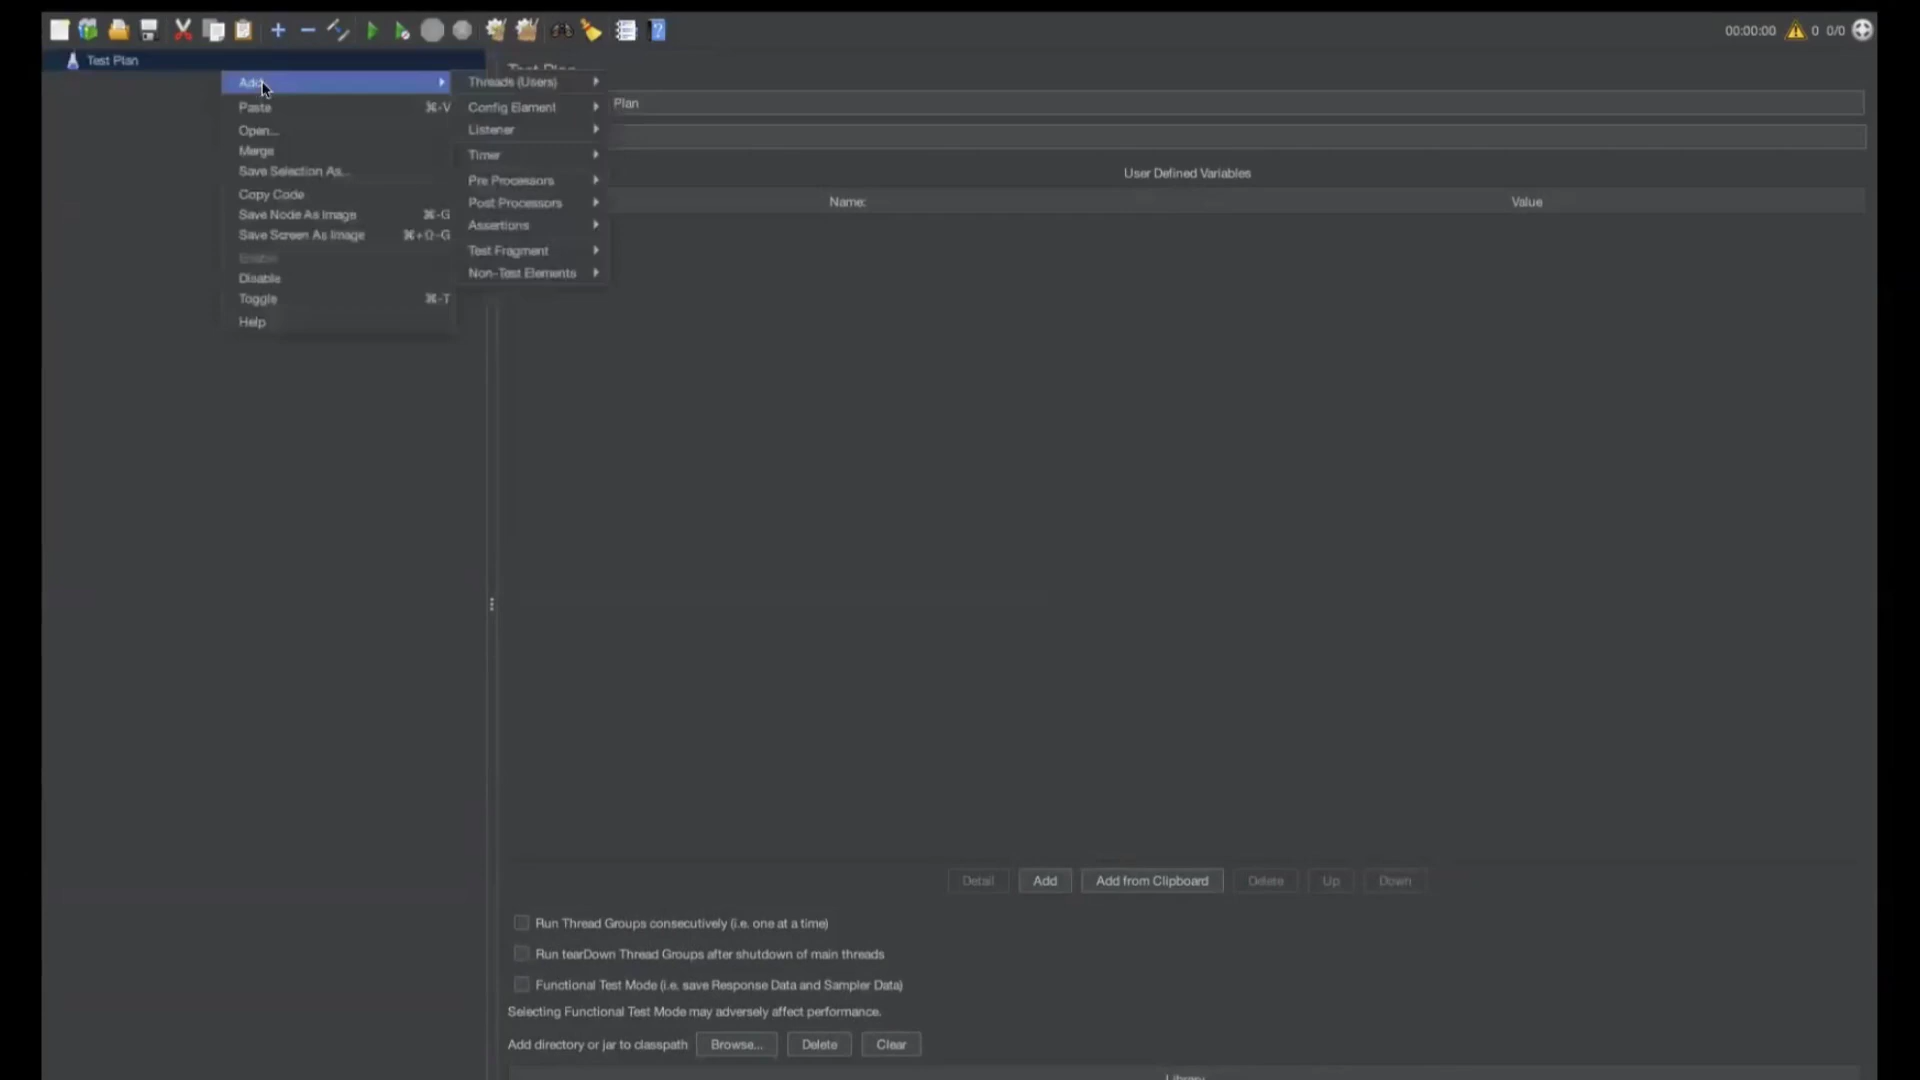 00:00:00 0 0/0
Test Plan
Test Plan
Add
Threads (Users)
Plan
Paste ⌘-V
Config Element
Open...
Listener
Merge
Timer
Save Selection As...
User Defined Variables
Pre Processors
Copy Code
Post Processors
Name: Value
Save Node As Image ⌘-G
Assertions
Save Screen As Image ⌘+⇧-G
Test Fragment
Enable
Non-Test Elements
Disable
Toggle ⌘-T
Help
Detail Add Add from Clipboard Delete Up Down
Run Thread Groups consecutively (i.e. one at a time)
Run tearDown Thread Groups after shutdown of main threads
Functional Test Mode (i.e. save Response Data and Sampler Data)
Selecting Functional Test Mode may adversely affect performance.
Add directory or jar to classpath Browse... Delete Clear
Library